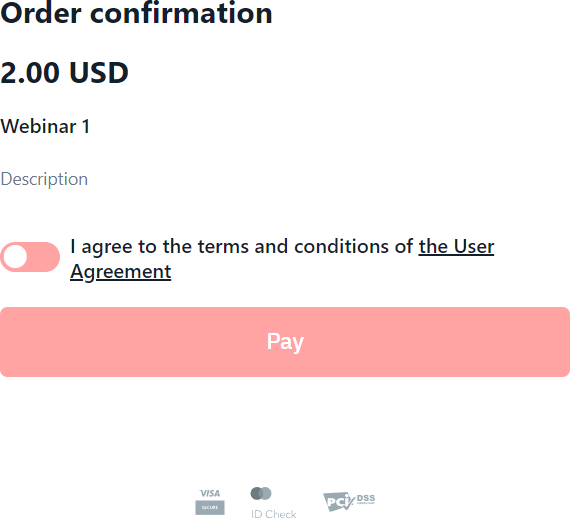 Order confirmation
2.00 USD
Webinar 1
Description
I agree to the terms and conditions of the User
Agreement
Pay
VISA
SECURE
ID Check
PCI DSS